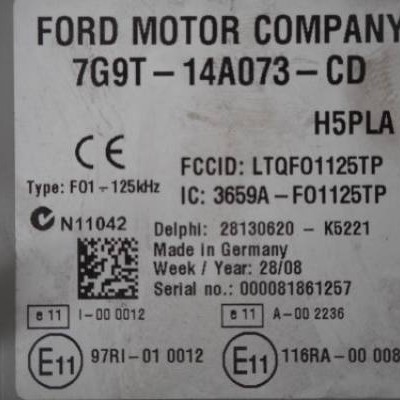 FORD MOTOR COMPANY
7G9T-14A073-CD
H5PLA
CE
FCCID: LTQFO1125TP
Type: FO1-125kHz
IC: 3659A-FO1125TP
N11042
Delphi: 28130620 - K5221
Made in Germany
Week / Year: 28/08
Serial no.: 000081861257
e 11 I-00 0012
e 11 A-00 2236
E11 97RI-01 0012
E11 116RA-00 008